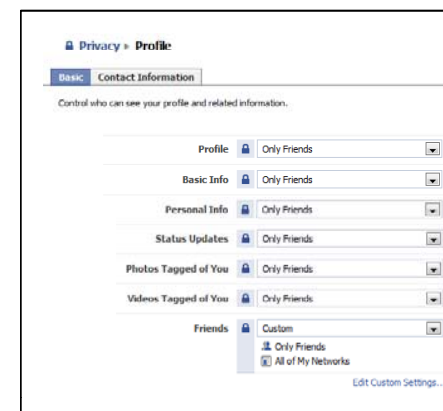 Privacy ▸ Profile
Basic Contact Information
Control who can see your profile and related information.
Profile Only Friends
Basic Info Only Friends
Personal Info Only Friends
Status Updates Only Friends
Photos Tagged of You Only Friends
Videos Tagged of You Only Friends
Friends Custom
Only Friends
All of My Networks
Edit Custom Settings..